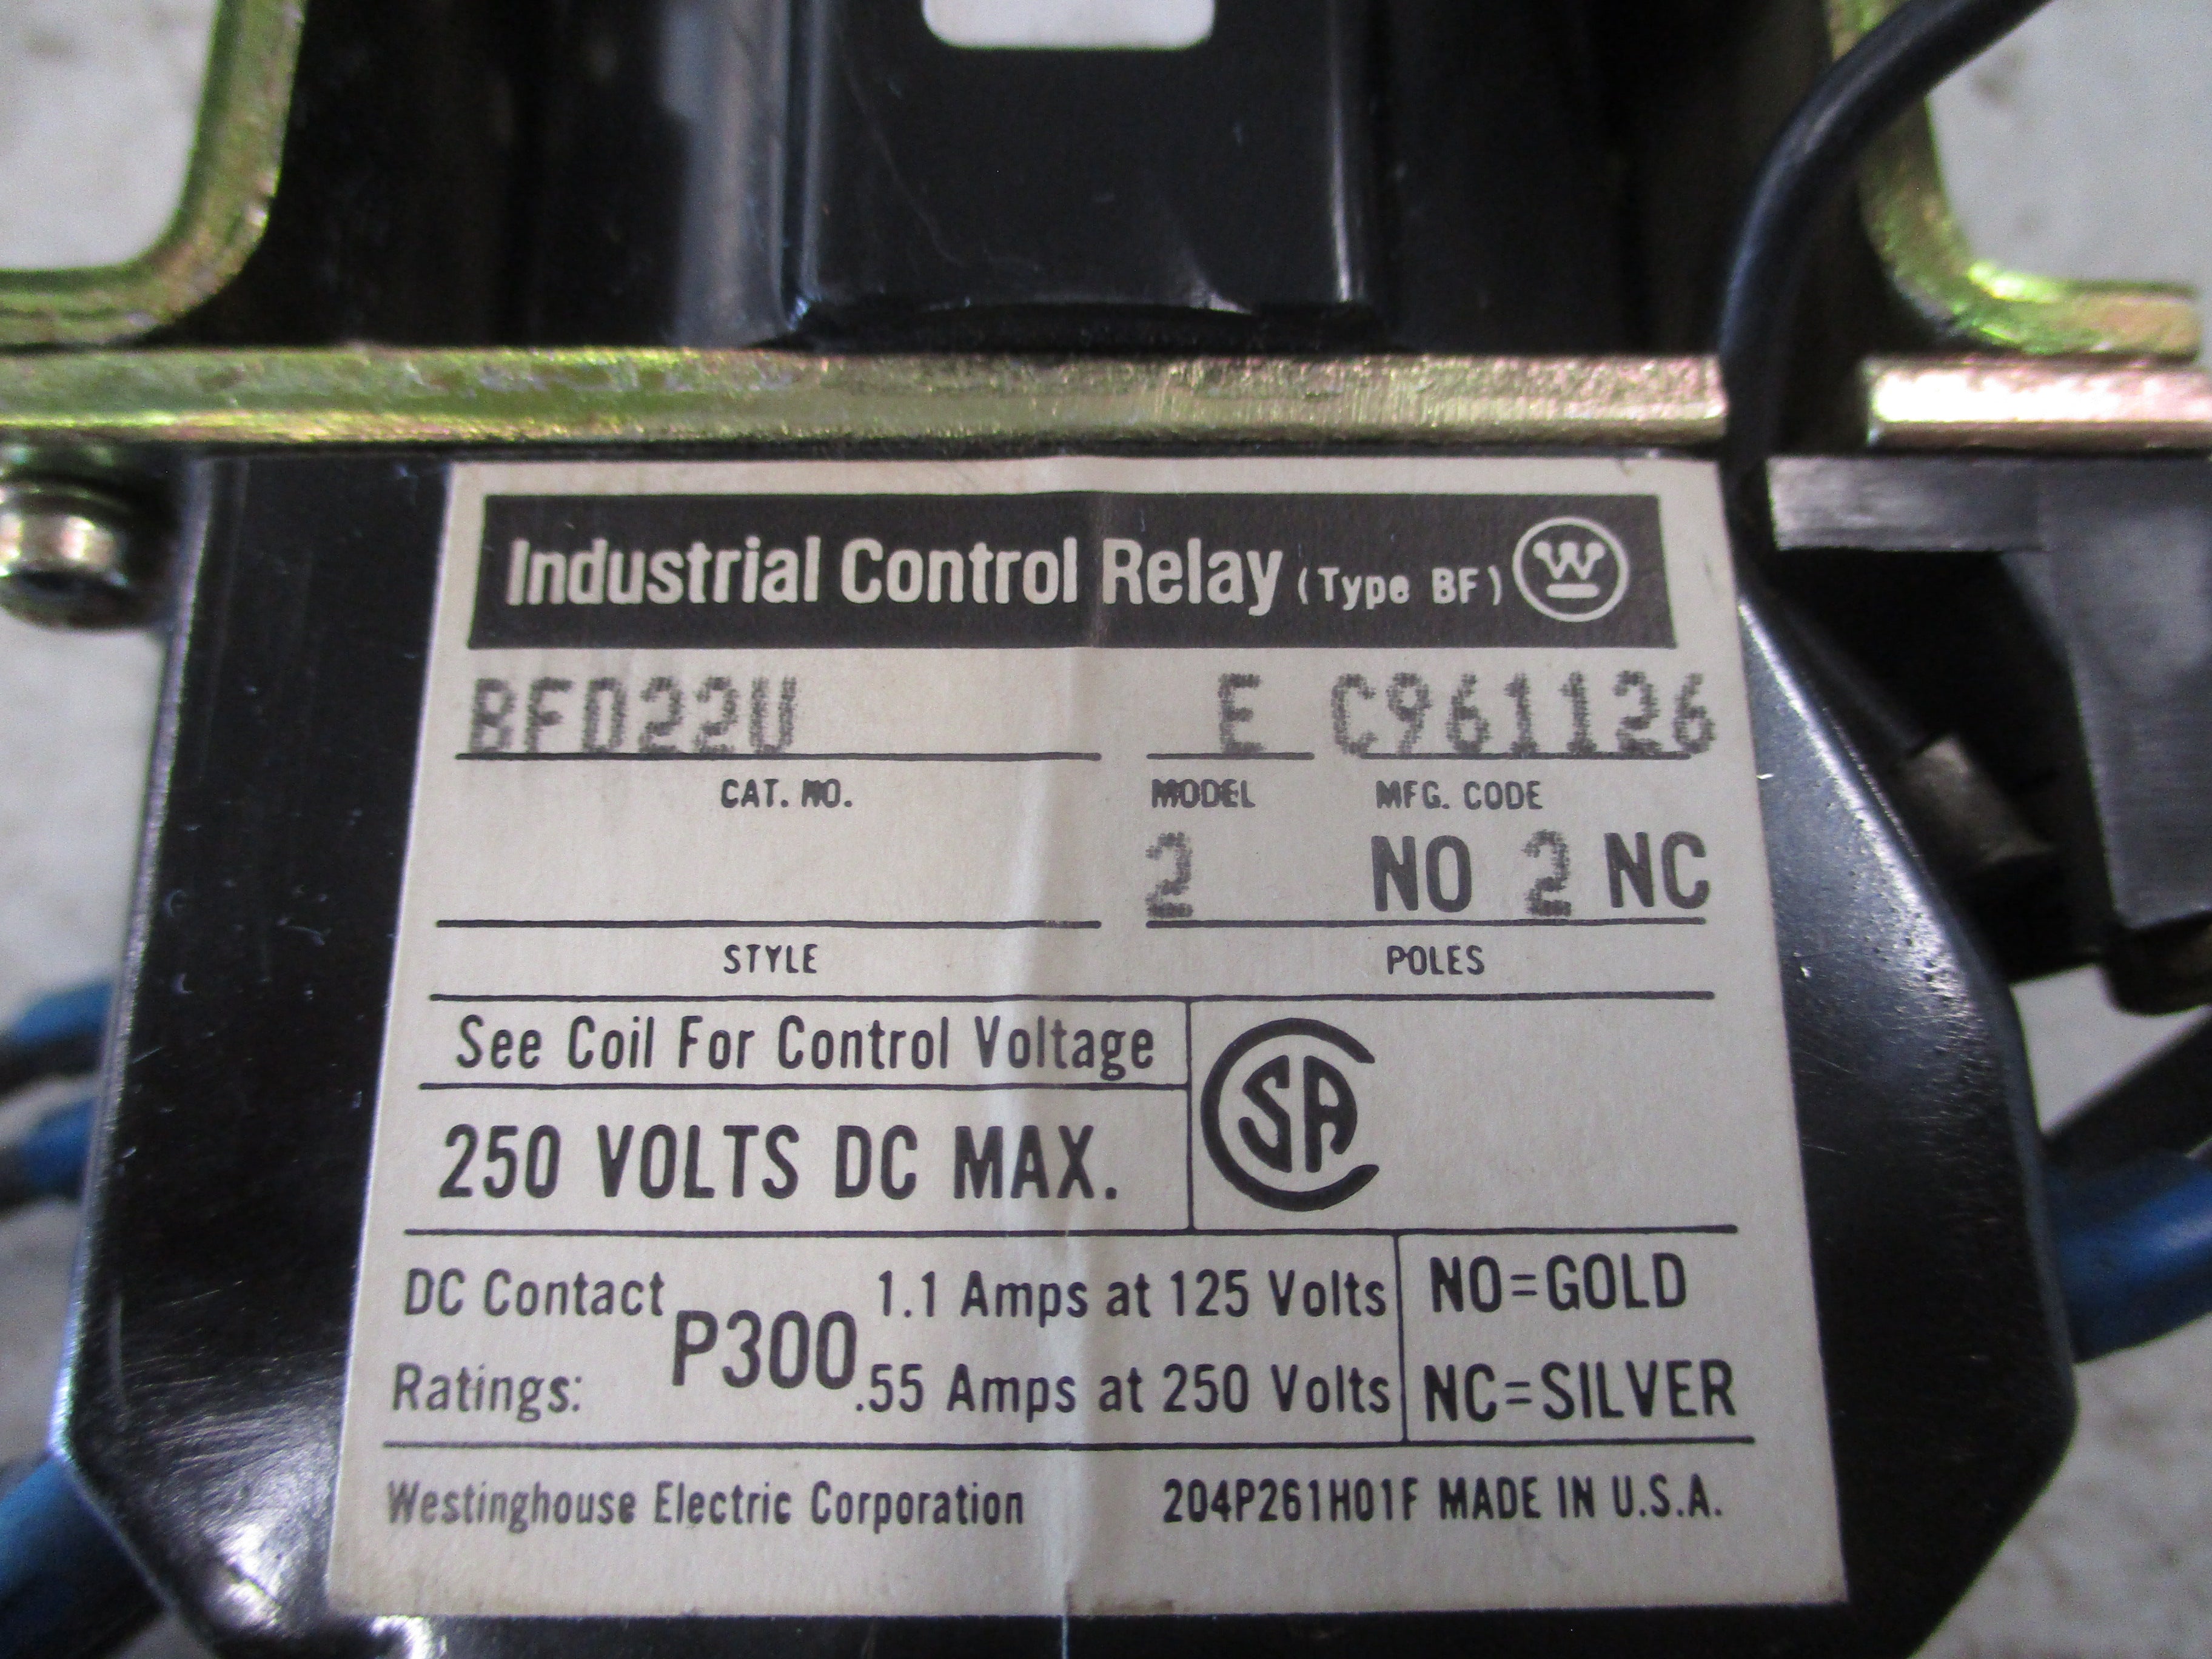 Industrial Control Relay (Type BF) W
BFD22U E C961126
CAT. NO. MODEL MFG. CODE
2 NO 2 NC
STYLE POLES
See Coil For Control Voltage
250 VOLTS DC MAX.
CSA
DC Contact Ratings: P300
1.1 Amps at 125 Volts
.55 Amps at 250 Volts
NO=GOLD
NC=SILVER
Westinghouse Electric Corporation 204P261H01F MADE IN U.S.A.